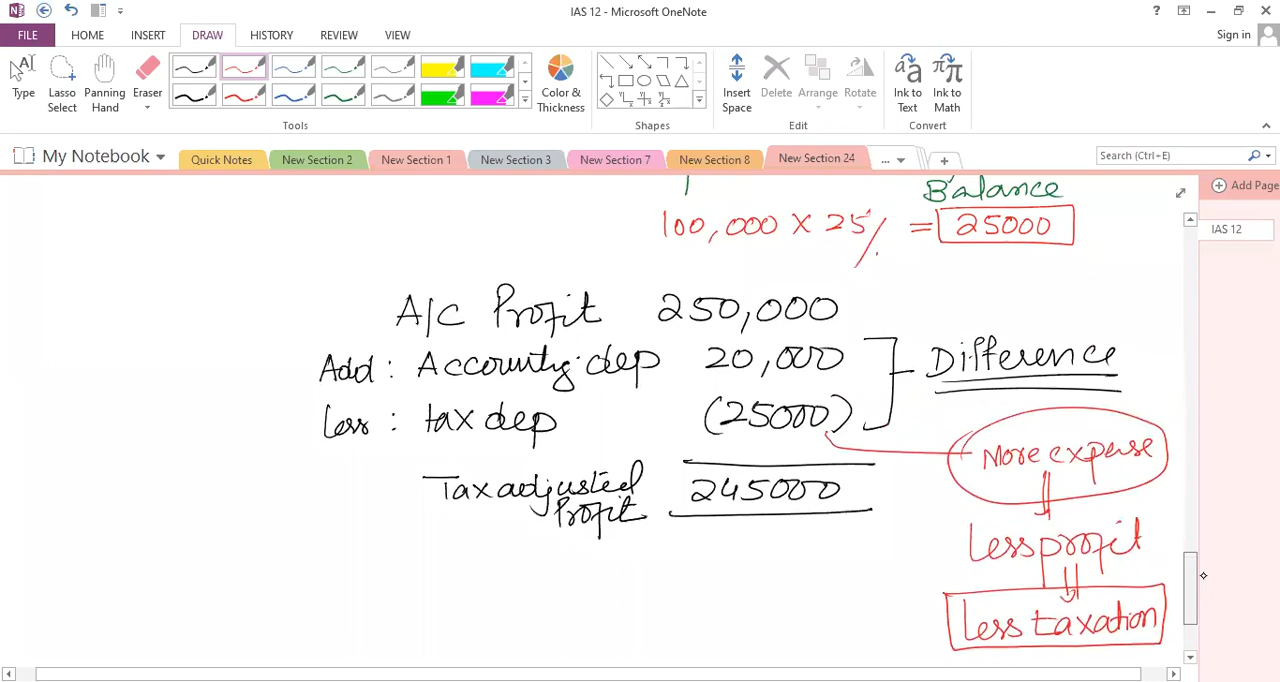 IAS 12 - Microsoft OneNote
?
FILE HOME INSERT DRAW HISTORY REVIEW VIEW
Sign in
Type
Lasso Select
Panning Hand
Eraser
Color & Thickness
Insert Space
Delete
Arrange
Rotate
Ink to Text
Ink to Math
Tools Shapes Edit Convert
My Notebook Quick Notes New Section 2 New Section 1 New Section 3 New Section 7 New Section 8 New Section 24 ... Search (Ctrl+E)
Add Page
IAS 12
Balance
100,000 X 25% = 25000
A/C Profit 250,000
Add : Accounty dep 20,000
Difference
Less : tax dep (25000)
More expense
Tax adjusted Profit 245000
Less profit
Less taxation